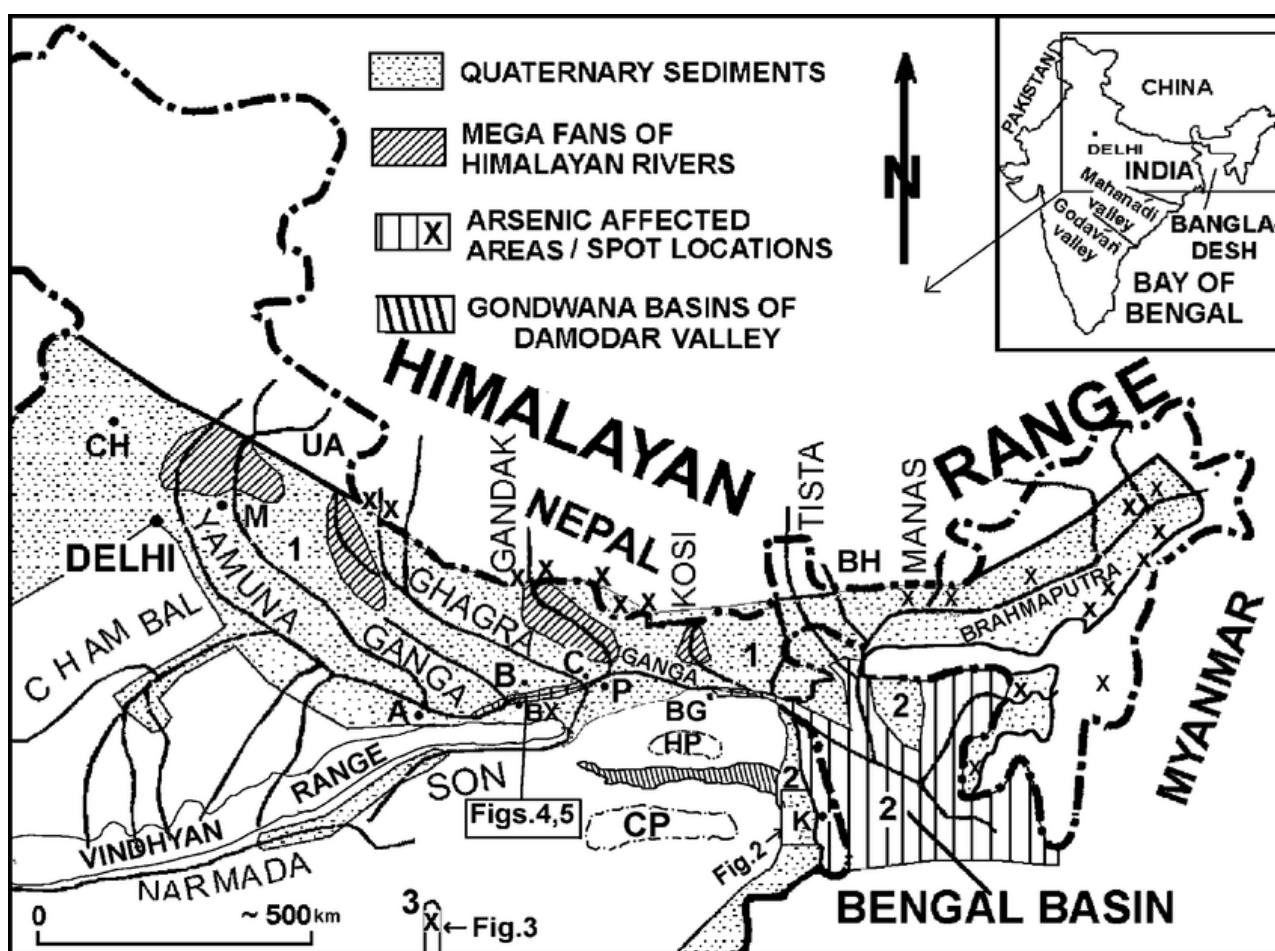 QUATERNARY SEDIMENTS
MEGA FANS OF
HIMALAYAN RIVERS
X
ARSENIC AFFECTED
AREAS / SPOT LOCATIONS
GONDWANA BASINS OF
DAMODAR VALLEY
N
PAKISTAN
CHINA
DELHI
INDIA
Mahanadi
valley
Godavari
valley
BANGLA
DESH
BAY OF
BENGAL
HIMALAYAN
RANGE
CH
UA
M
DELHI
YAMUNA
1
X X
GANDAK
NEPAL
KOSI
TISTA
BH
MANAS
X X
X X X
X X
X
X X X
X
X
X
X
BRAHMAPUTRA
MYANMAR
CHAMBAL
GHAGRA
GANGA
GANGA
1
B
C
P
A
BX
BG
HP
2
2
2
X
X
X
RANGE
SON
VINDHYAN
NARMADA
Figs.4,5
CP
K
Fig.2
BENGAL BASIN
0
~ 500 km
3
X
Fig.3